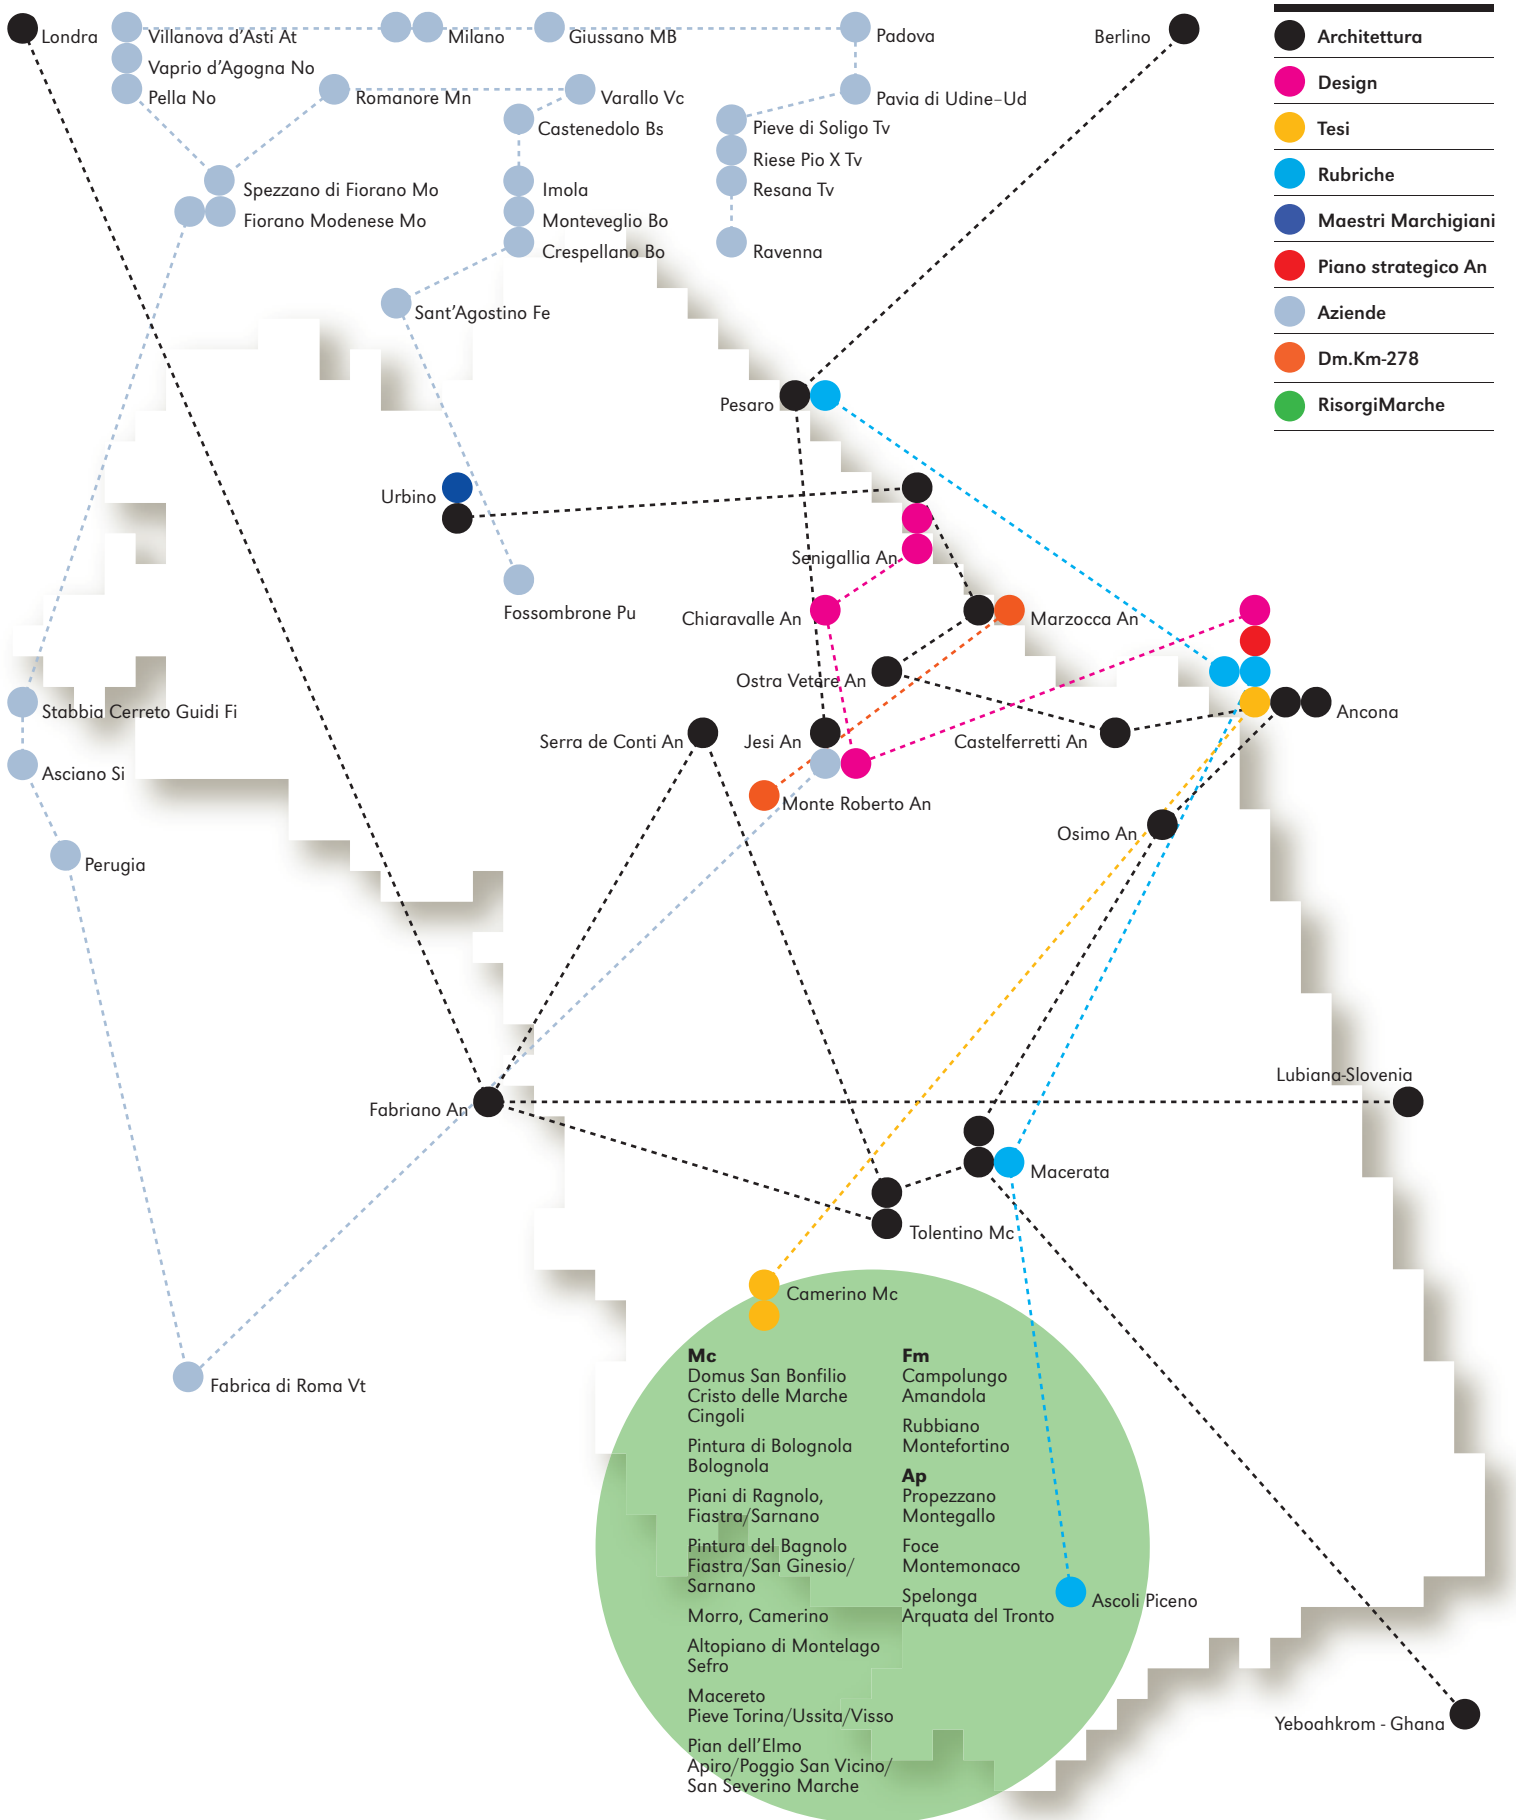 Londra
Villanova d'Asti At
Milano
Giussano MB
Padova
Berlino
Vaprio d'Agogna No
Pella No
Romanore Mn
Varallo Vc
Pavia di Udine-Ud
Castenedolo Bs
Pieve di Soligo Tv
Riese Pio X Tv
Spezzano di Fiorano Mo
Imola
Resana Tv
Fiorano Modenese Mo
Monteveglio Bo
Crespellano Bo
Ravenna
Sant'Agostino Fe
Architettura
Design
Tesi
Rubriche
Maestri Marchigiani
Piano strategico An
Aziende
Dm.Km-278
RisorgiMarche
Pesaro
Urbino
Senigallia An
Fossombrone Pu
Chiaravalle An
Marzocca An
Ostra Vetere An
Stabbia Cerreto Guidi Fi
Ancona
Serra de Conti An
Jesi An
Castelferretti An
Asciano Si
Monte Roberto An
Osimo An
Perugia
Lubiana-Slovenia
Fabriano An
Macerata
Tolentino Mc
Camerino Mc
Fabrica di Roma Vt
Mc
Domus San Bonfilio
Cristo delle Marche
Cingoli
Pintura di Bolognola
Bolognola
Piani di Ragnolo,
Fiastra/Sarnano
Pintura del Bagnolo
Fiastra/San Ginesio/
Sarnano
Morro, Camerino
Altopiano di Montelago
Sefro
Macereto
Pieve Torina/Ussita/Visso
Pian dell'Elmo
Apiro/Poggio San Vicino/
San Severino Marche
Fm
Campolungo
Amandola
Rubbiano
Montefortino
Ap
Propezzano
Montegallo
Foce
Montemonaco
Spelonga
Arquata del Tronto
Ascoli Piceno
Yeboahkrom - Ghana